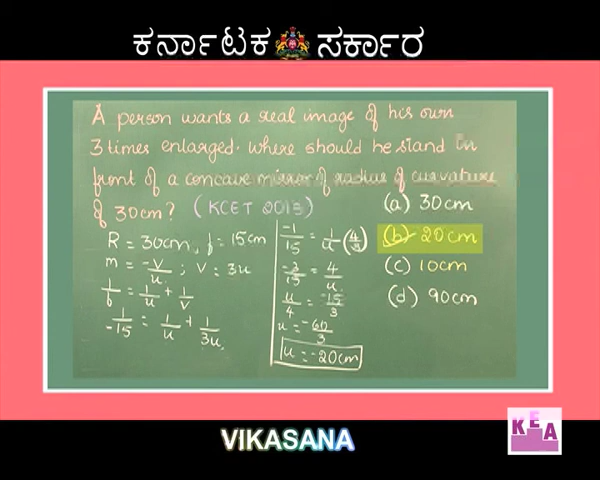 ಕರ್ನಾಟಕ ಸರ್ಕಾರ
A person wants a real image of his own
3 times enlarged. where should he stand in
front of a concave mirror of radius of curvature
of 30cm? (KCET 2013)
(a) 30cm
(b) 20cm
(c) 10cm
(d) 90cm
R = 30cm, f = 15cm
m = -v/u ; v = 3u
1/f = 1/u + 1/v
1/-15 = 1/u + 1/3u,
-1/15 = 1/u (4/3)
-3/15 = 4/u
u/4 = -15/3
u = -60/3
u = -20cm
VIKASANA
KEA